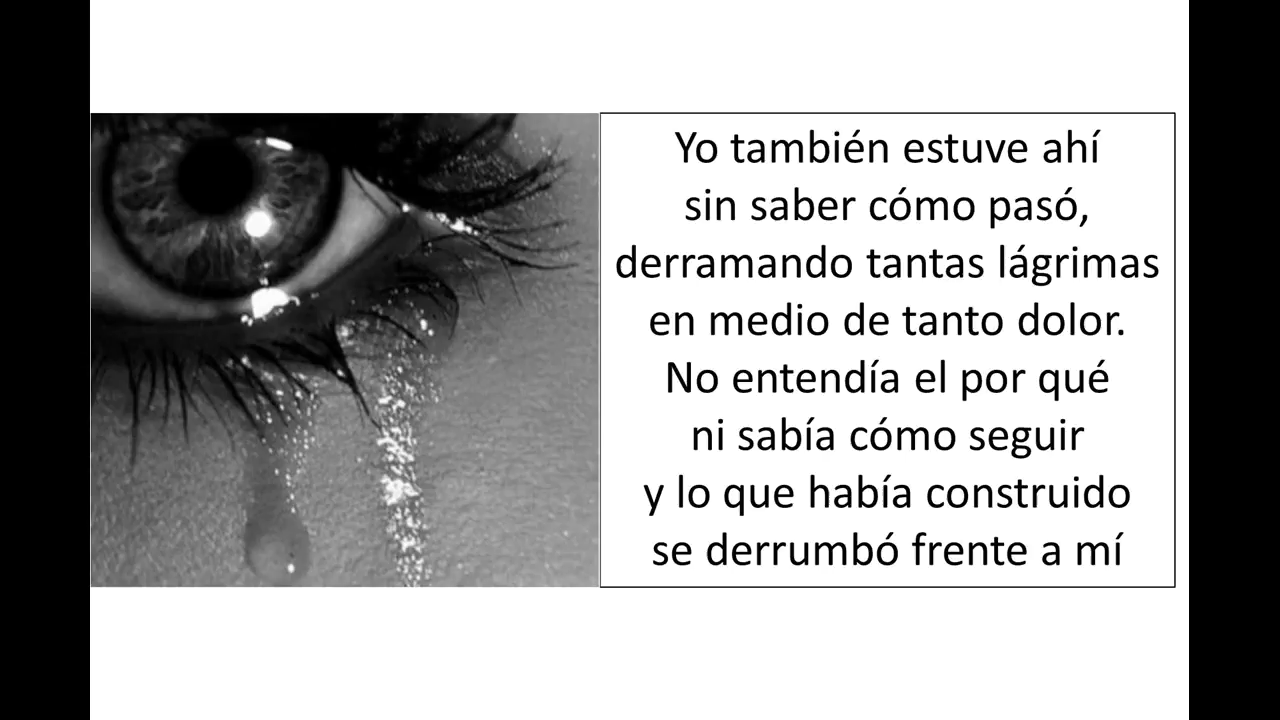 Yo también estuve ahí
sin saber cómo pasó,
derramando tantas lágrimas
en medio de tanto dolor.
No entendía el por qué
ni sabía cómo seguir
y lo que había construido
se derrumbó frente a mí